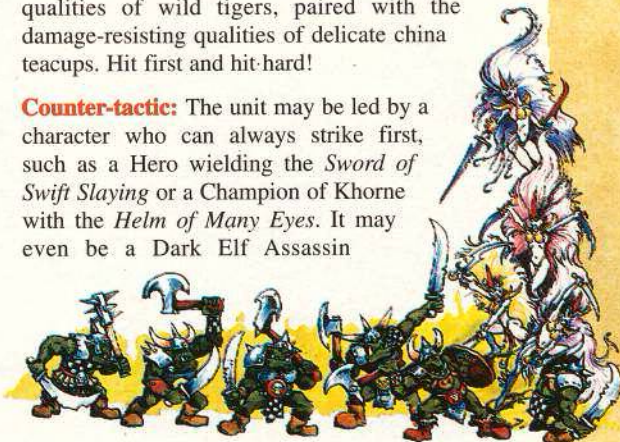 qualities of wild tigers, paired with the
damage-resisting qualities of delicate china
teacups. Hit first and hit hard!
Counter-tactic: The unit may be led by a
character who can always strike first,
such as a Hero wielding the Sword of
Swift Slaying or a Champion of Khorne
with the Helm of Many Eyes. It may
even be a Dark Elf Assassin